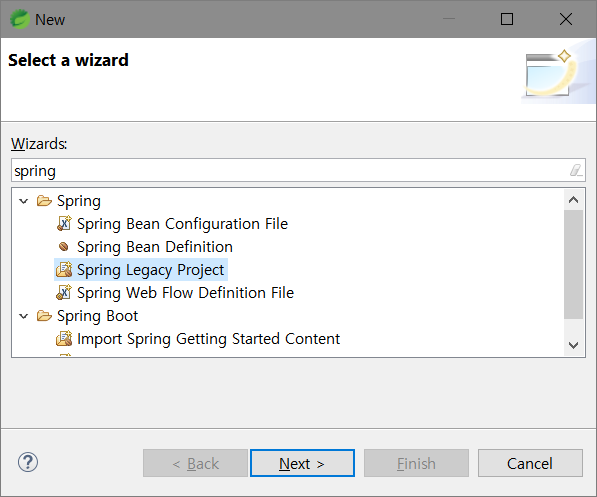 New
Select a wizard
Wizards:
spring
Spring
Spring Bean Configuration File
Spring Bean Definition
Spring Legacy Project
Spring Web Flow Definition File
Spring Boot
Import Spring Getting Started Content
< Back
Next >
Finish
Cancel